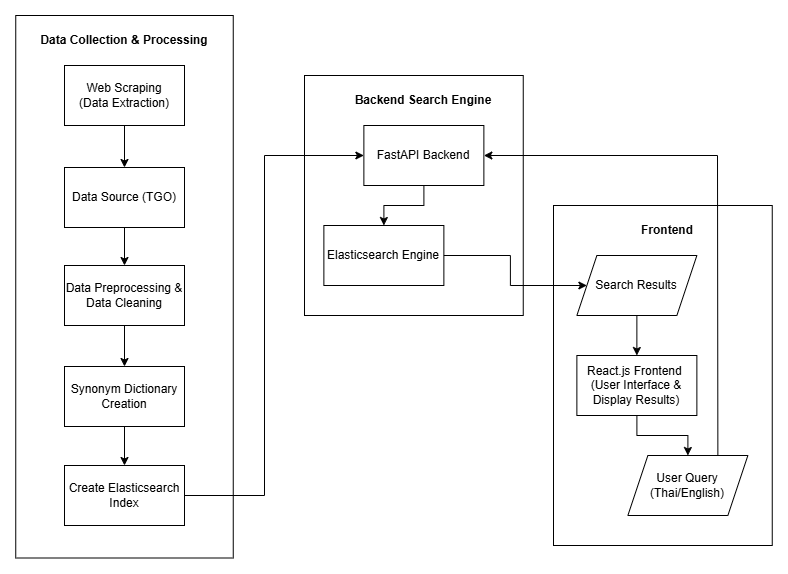 Data Collection & Processing
Web Scraping
(Data Extraction)
Data Source (TGO)
Data Preprocessing &
Data Cleaning
Synonym Dictionary
Creation
Create Elasticsearch
Index
Backend Search Engine
FastAPI Backend
Elasticsearch Engine
Frontend
Search Results
React.js Frontend
(User Interface &
Display Results)
User Query
(Thai/English)